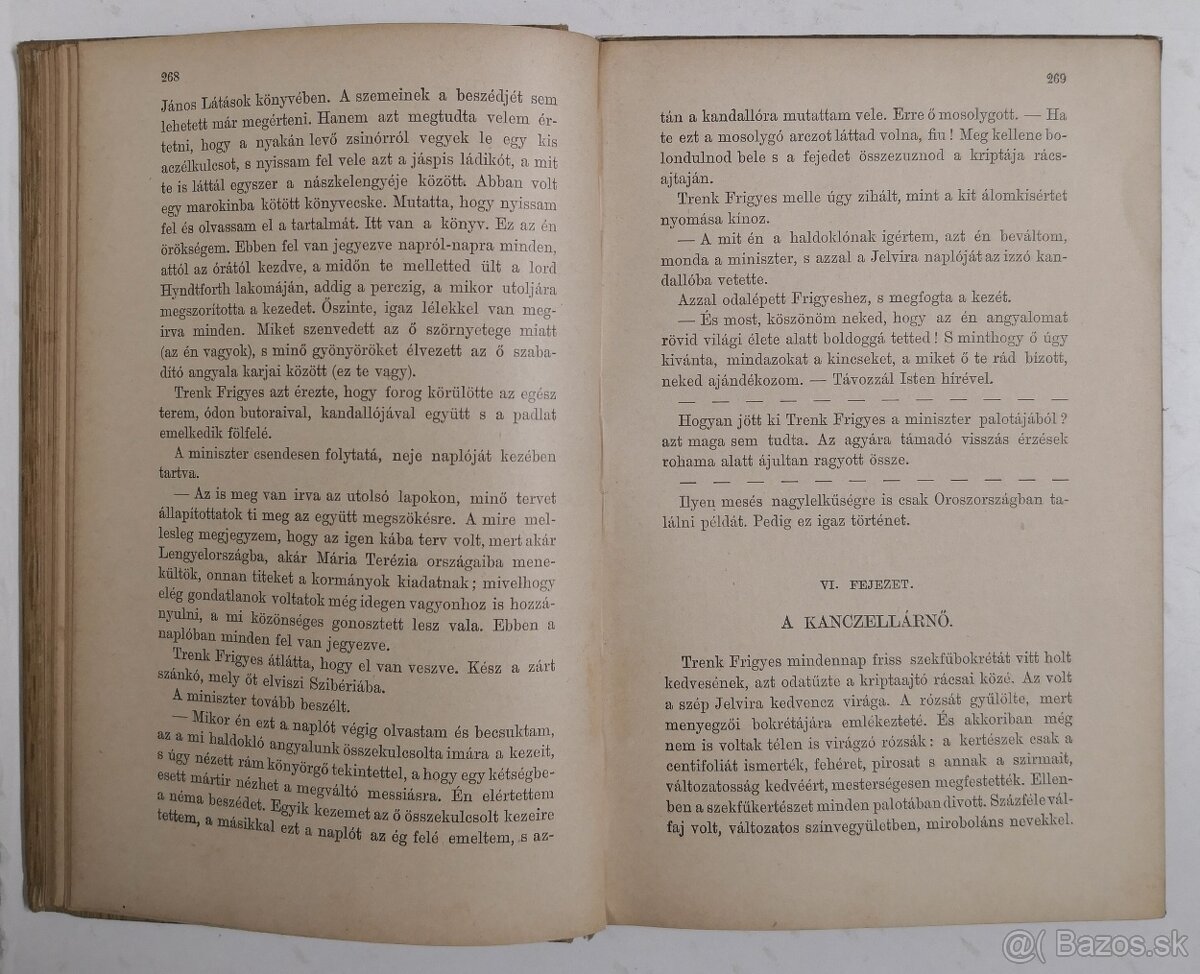 268
János Látások könyvében. A szemeinek a beszédjét sem
lehetett már megérteni. Hanem azt megtudta velem ér-
tetni, hogy a nyakán levő zsinórról vegyek le egy kis
aczélkulcsot, s nyissam fel vele azt a jáspis ládikót, a mit
te is láttál egyszer a nászkelengyéje között. Abban volt
egy marokinba kötött könyvecske. Mutatta, hogy nyissam
fel és olvassam el a tartalmát. Itt van a könyv. Ez az én
örökségem. Ebben fel van jegyezve napról-napra minden,
attól az órától kezdve, a midőn te melletted ült a lord
Hyndtforth lakomáján, addig a perczig, a mikor utoljára
megszorította a kezedet. Őszinte, igaz lélekkel van meg-
irva minden. Miket szenvedett az ő szörnyetege miatt
(az én vagyok), s minő gyönyöröket élvezett az ő szaba-
dító angyala karjai között (ez te vagy).
Trenk Frigyes azt érezte, hogy forog körülötte az egész
terem, ódon butoraival, kandallójával együtt s a padlat
emelkedik fölfelé.
A miniszter csendesen folytatá, neje naplóját kezében
tartva.
— Az is meg van irva az utolsó lapokon, minő tervet
állapítottatok ti meg az együtt megszökésre. A mire mel-
lesleg megjegyzem, hogy az igen kába terv volt, mert akár
Lengyelországba, akár Mária Terézia országaiba mene-
kültök, onnan titeket a kormányok kiadatnak; mivelhogy
elég gondatlanok voltatok még idegen vagyonhoz is hozzá-
nyulni, a mi közönséges gonosztett lesz vala. Ebben a
naplóban minden fel van jegyezve.
Trenk Frigyes átlátta, hogy el van veszve. Kész a zárt
szánkó, mely őt elviszi Szibériába.
A miniszter tovább beszélt.
— Mikor én ezt a naplót végig olvastam és becsuktam,
az a mi haldokló angyalunk összekulcsolta imára a kezeit,
s úgy nézett rám könyörgő tekintettel, a hogy egy kétségbe-
esett mártir nézhet a megváltó messiásra. Én elértettem
a néma beszédet. Egyik kezemet az ő összekulcsolt kezeire
tettem, a másikkal ezt a naplót az ég felé emeltem, s az-
269
tán a kandallóra mutattam vele. Erre ő mosolygott. — Ha
te ezt a mosolygó arczot láttad volna, fiu! Meg kellene bo-
londulnod bele s a fejedet összezuznod a kriptája rács-
ajtaján.
Trenk Frigyes melle úgy zihált, mint a kit álomkisértet
nyomása kínoz.
— A mit én a haldoklónak igértem, azt én beváltom,
monda a miniszter, s azzal a Jelvira naplóját az izzó kan-
dallóba vetette.
Azzal odalépett Frigyeshez, s megfogta a kezét.
— És most, köszönöm neked, hogy az én angyalomat
rövid világi élete alatt boldoggá tetted! S minthogy ő úgy
kivánta, mindazokat a kincseket, a miket ő te rád bízott,
neked ajándékozom. — Távozzál Isten hírével.
— — — — — — — — — — — — — —
Hogyan jött ki Trenk Frigyes a miniszter palotájából?
azt maga sem tudta. Az agyára támadó visszás érzések
rohama alatt ájultan ragyott össze.
— — — — — — — — — — — — — —
Ilyen mesés nagylelkűségre is csak Oroszországban ta-
lálni példát. Pedig ez igaz történet.
VI. FEJEZET.
A KANCZELLÁRNŐ.
Trenk Frigyes mindennap friss szekfűbokrétát vitt holt
kedvesének, azt odatűzte a kriptaajtó rácsai közé. Az volt
a szép Jelvira kedvencz virága. A rózsát gyűlölte, mert
menyegzői bokrétájára emlékezteté. És akkoriban még
nem is voltak télen is virágzó rózsák: a kertészek csak a
centifoliát ismerték, fehéret, pirosat s annak a szirmait,
változatosság kedvéért, mesterségesen megfestették. Ellen-
ben a szekfűkertészet minden palotában divott. Százféle vál-
faj volt, változatos színvegyületben, miroboláns nevekkel.
@( Bazos.sk